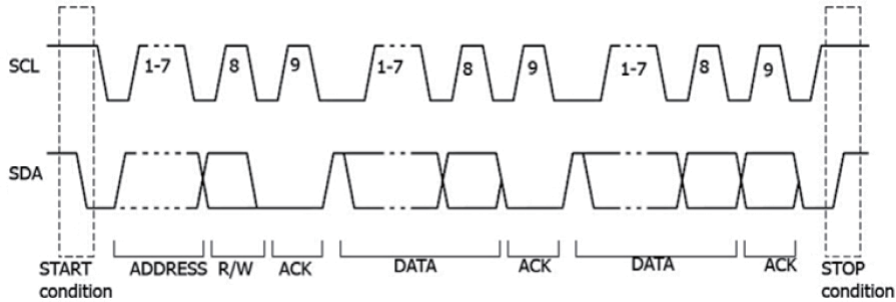 SCL 1-7 8 9 1-7 8 9 1-7 8 9
SDA
START condition ADDRESS R/W ACK DATA ACK DATA ACK STOP condition